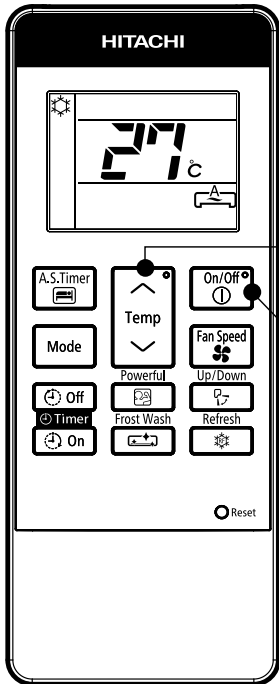 HITACHI
27°C
A
A.S.Timer
Temp
On/Off
Mode
Fan Speed
Powerful
Up/Down
Off
Timer
Frost Wash
Refresh
On
Reset